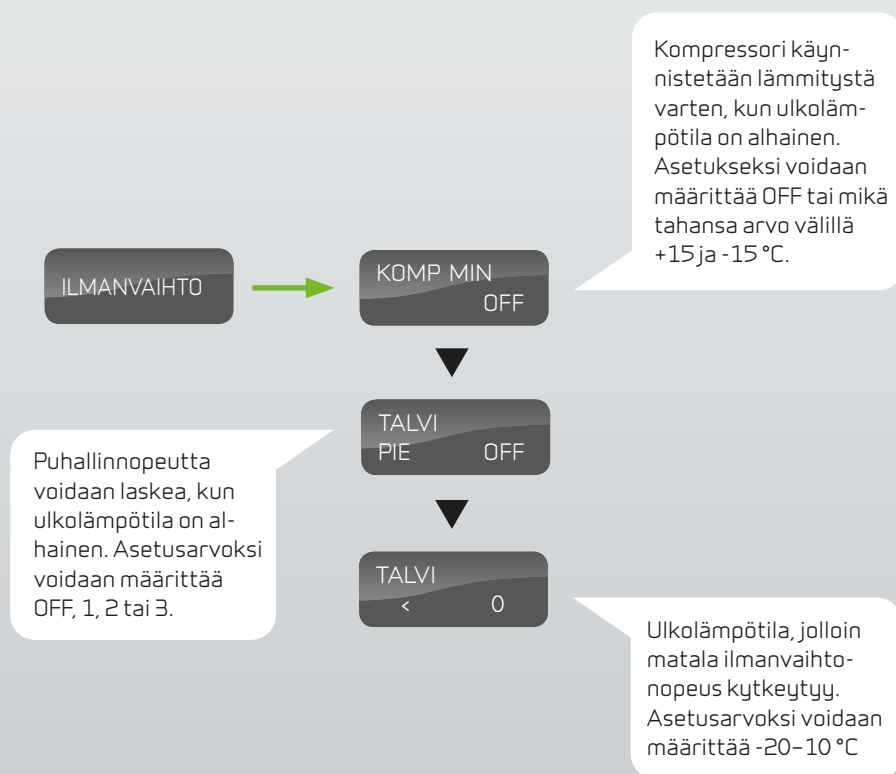 Kompressori käyn-
nistetään lämmitystä
varten, kun ulkoläm-
pötila on alhainen.
Asetukseksi voidaan
määrittää OFF tai mikä
tahansa arvo välillä
+15 ja -15 °C.
ILMANVAIHTO
KOMP MIN
OFF
TALVI
PIE OFF
Puhallinnopeutta
voidaan laskea, kun
ulkolämpötila on al-
hainen. Asetusarvoksi
voidaan määrittää
OFF, 1, 2 tai 3.
TALVI
< 0
Ulkolämpötila, jolloin
matala ilmanvaihto-
nopeus kytkeytyy.
Asetusarvoksi voidaan
määrittää -20–10 °C